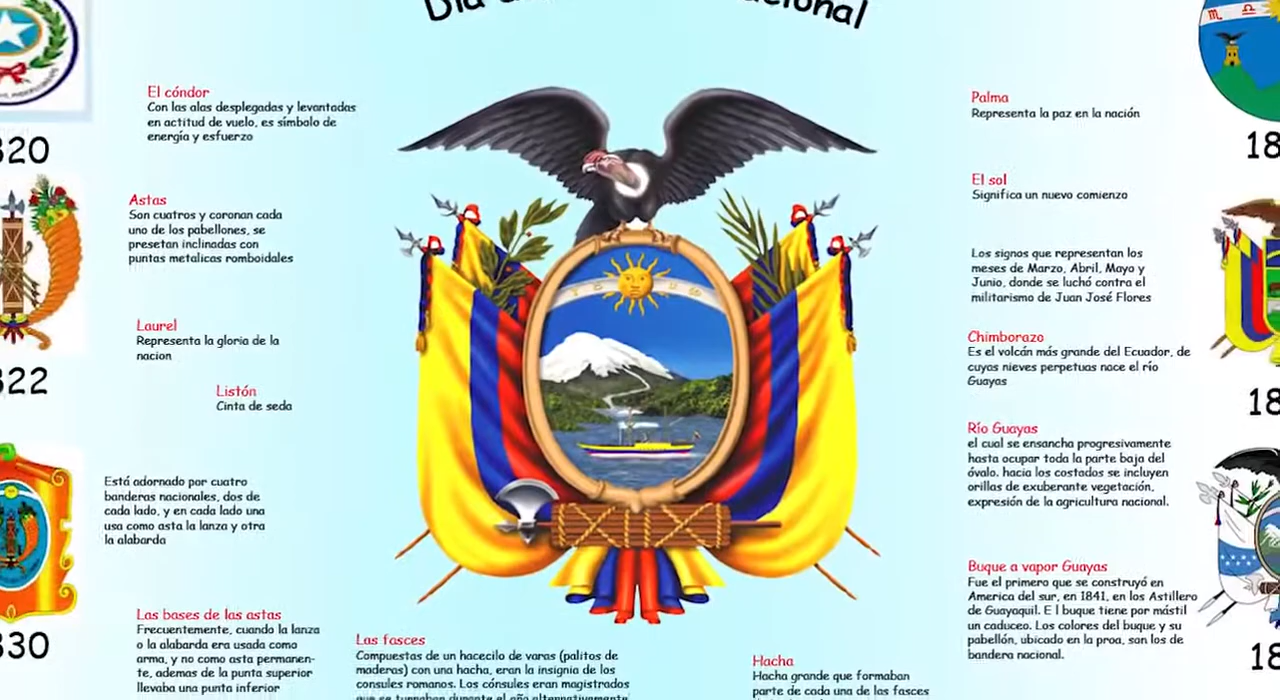 El cóndor
Con las alas desplegadas y levantadas
en actitud de vuelo, es símbolo de
energía y esfuerzo
Astas
Son cuatros y coronan cada
uno de los pabellones, se
presetan inclinadas con
puntas metalicas romboidales
Laurel
Representa la gloria de la
nacion
Listón
Cinta de seda
Está adornado por cuatro
banderas nacionales, dos de
cada lado, y en cada lado una
usa como asta la lanza y otra
la alabarda
Las bases de las astas
Frecuentemente, cuando la lanza
o la alabarda era usada como
arma, y no como asta permanen-
te, ademas de la punta superior
llevaba una punta inferior
Las fasces
Compuestas de un hacecilo de varas (palitos de
maderas) con una hacha, eran la insignia de los
consules romanos. Los cónsules eran magistrados
que se turnaban durante el año alternativamente
Hacha
Hacha grande que formaban
parte de cada una de las fasces
Palma
Representa la paz en la nación
El sol
Significa un nuevo comienzo
Los signos que representan los
meses de Marzo, Abril, Mayo y
Junio, donde se luchó contra el
militarismo de Juan José Flores
Chimborazo
Es el volcán más grande del Ecuador, de
cuyas nieves perpetuas nace el río
Guayas
Río Guayas
el cual se ensancha progresivamente
hasta ocupar toda la parte baja del
óvalo. hacia los costados se incluyen
orillas de exuberante vegetación,
expresión de la agricultura nacional.
Buque a vapor Guayas
Fue el primero que se construyó en
America del sur, en 1841, en los Astillero
de Guayaquil. E l buque tiene por mástil
un caduceo. Los colores del buque y su
pabellón, ubicado en la proa, son los de
bandera nacional.
320
322
330
18
18
18